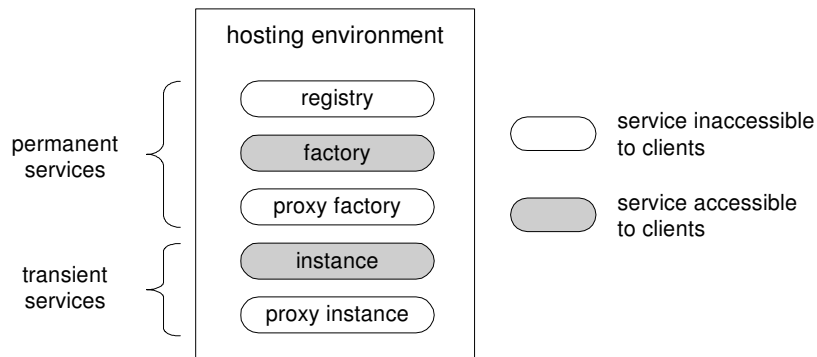 hosting environment
registry
factory
proxy factory
instance
proxy instance
permanent
services
transient
services
service inaccessible
to clients
service accessible
to clients